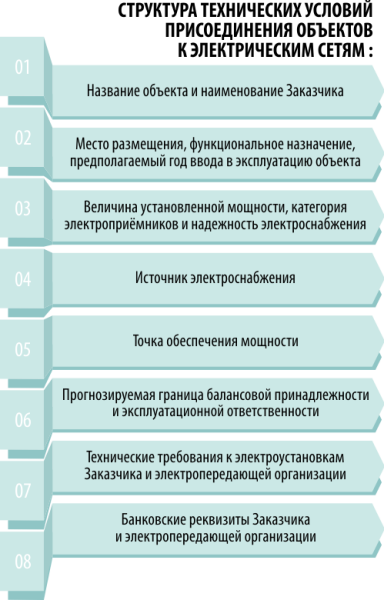 СТРУКТУРА ТЕХНИЧЕСКИХ УСЛОВИЙ
ПРИСОЕДИНЕНИЯ ОБЪЕКТОВ
К ЭЛЕКТРИЧЕСКИМ СЕТЯМ :
01
Название объекта и наименование Заказчика
02
Место размещения, функциональное назначение,
предполагаемый год ввода в эксплуатацию объекта
03
Величина установленной мощности, категория
электроприёмников и надежность электроснабжения
04
Источник электроснабжения
05
Точка обеспечения мощности
06
Прогнозируемая граница балансовой принадлежности
и эксплуатационной ответственности
07
Технические требования к электроустановкам
Заказчика и электропередающей организации
08
Банковские реквизиты Заказчика
и электропередающей организации